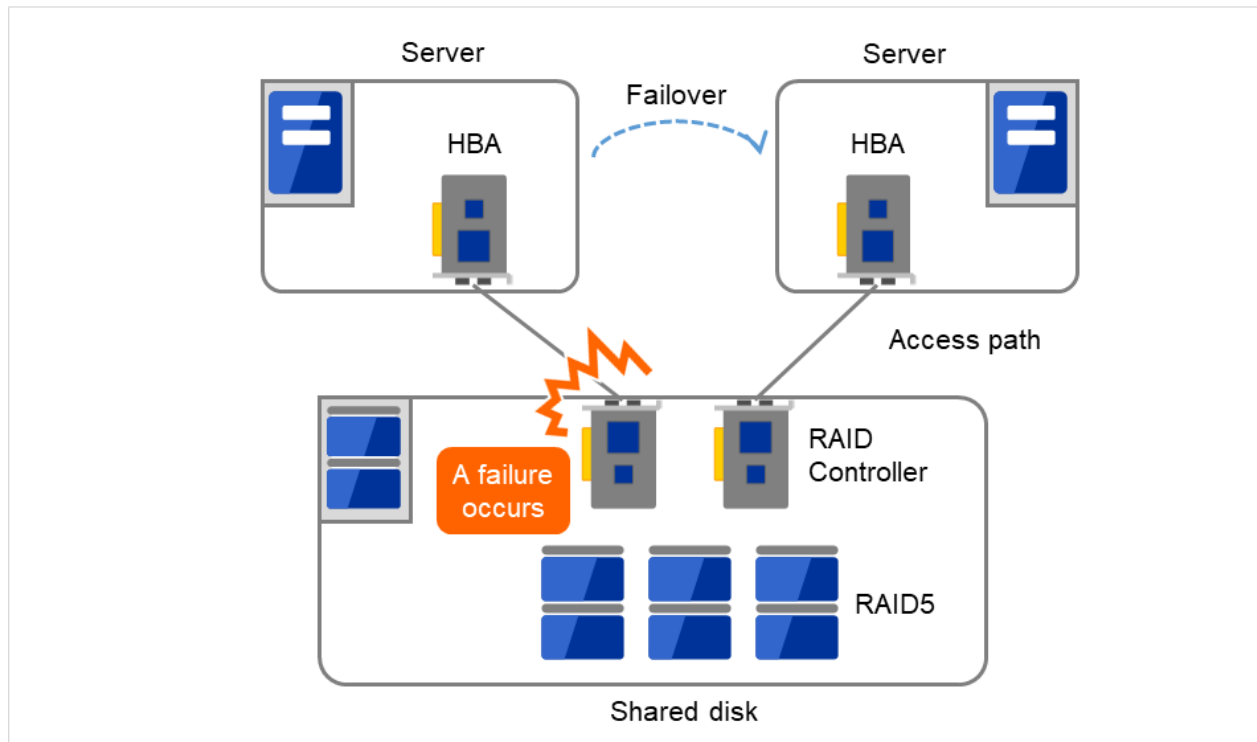 Server
Server
Failover
HBA
HBA
Access path
RAID
Controller
A failure
occurs
RAID5
Shared disk